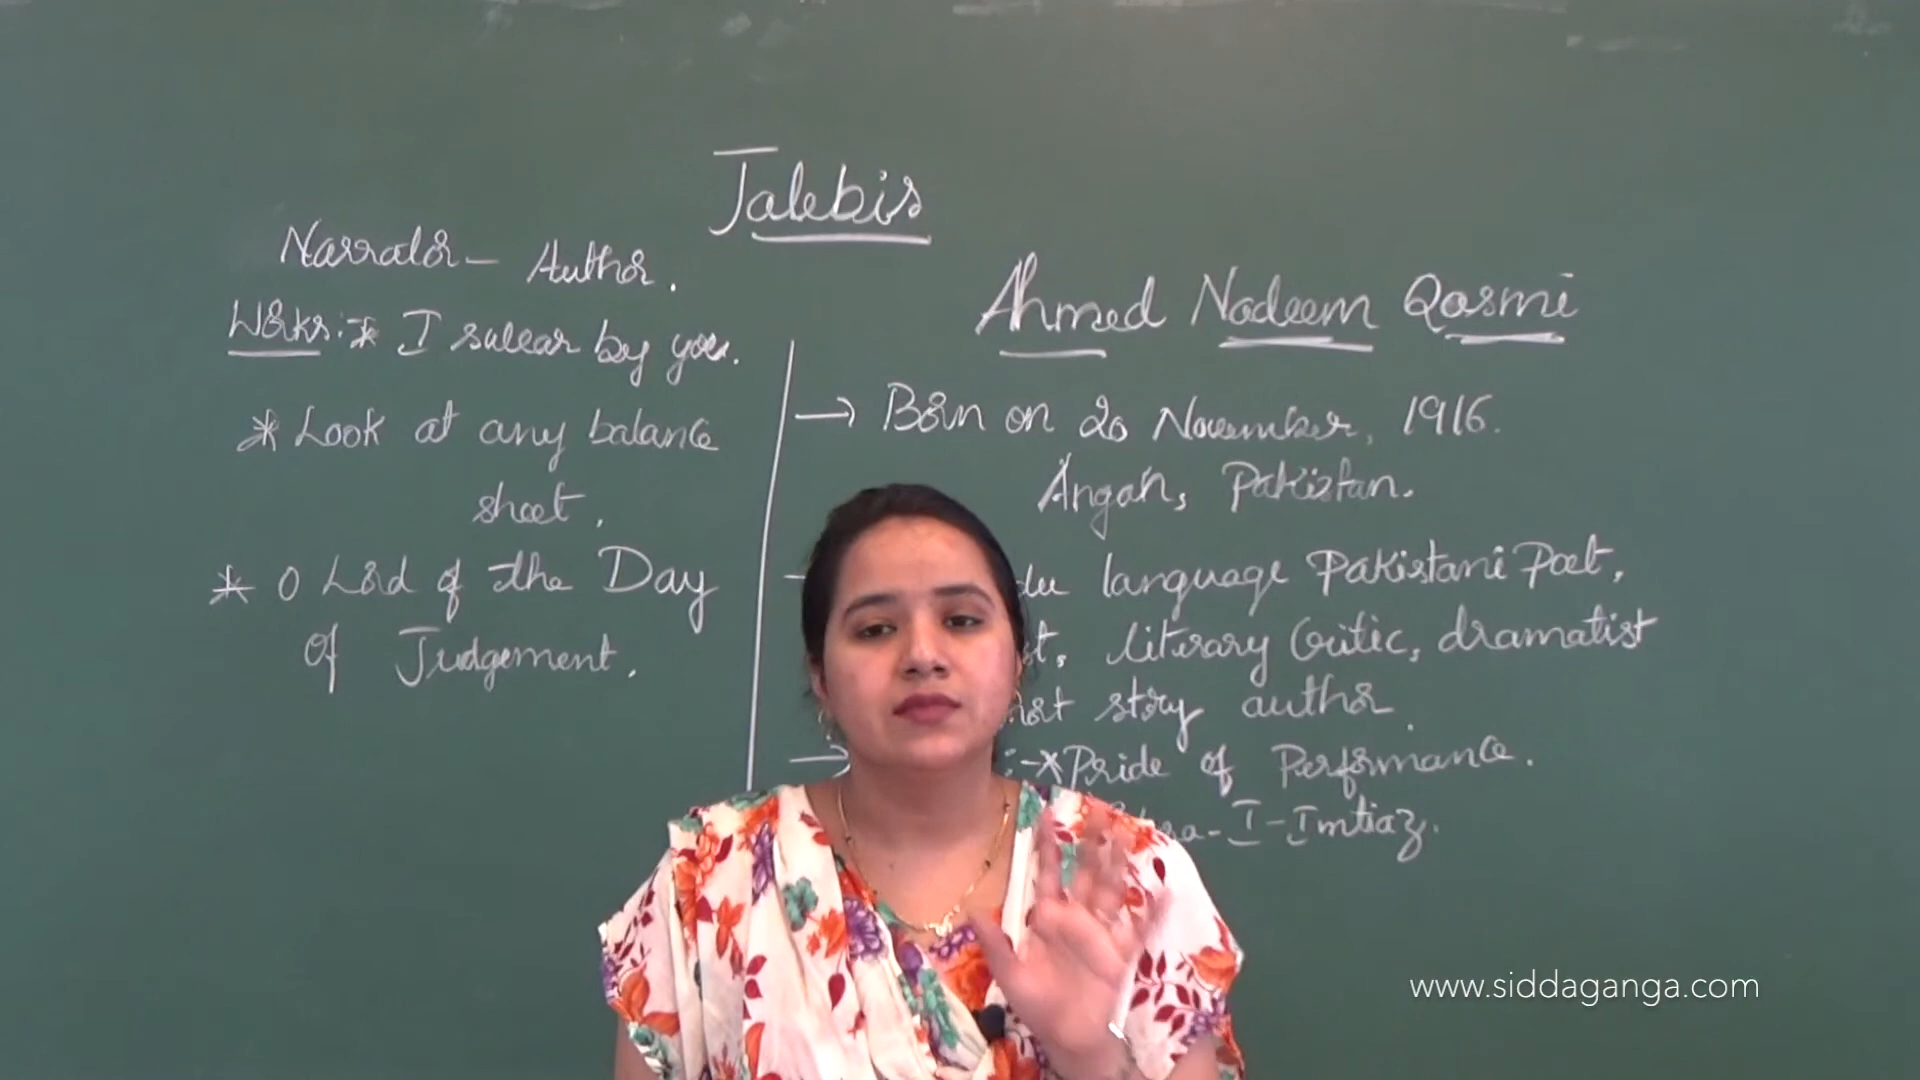 Jalebis
Narrator - Author.
Works:* I swear by you.
* Look at any balance
sheet.
* O Lord of the Day
of Judgement.
Ahmed Nadeem Qasmi
→ Born on 20 November, 1916.
Angah, Pakistan.
language Pakistani Poet,
literary Critic, dramatist
story author.
→ :-*Pride of Performance.
-I-Imtiaz.
www.siddaganga.com